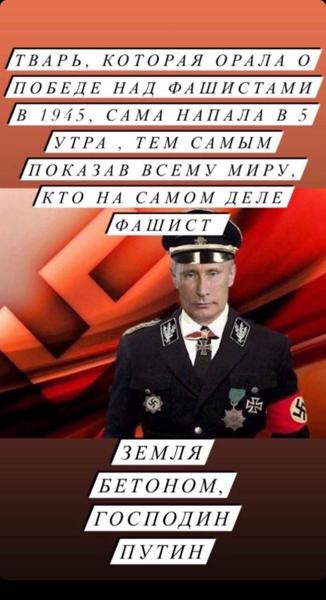 ТВАРЬ, КОТОРАЯ ОРАЛА О
ПОБЕДЕ НАД ФАШИСТАМИ
В 1945, САМА НАПАЛА В 5
УТРА , ТЕМ САМЫМ
ПОКАЗАВ ВСЕМУ МИРУ,
КТО НА САМОМ ДЕЛЕ
ФАШИСТ
ЗЕМЛЯ
БЕТОНОМ,
ГОСПОДИН
ПУТИН